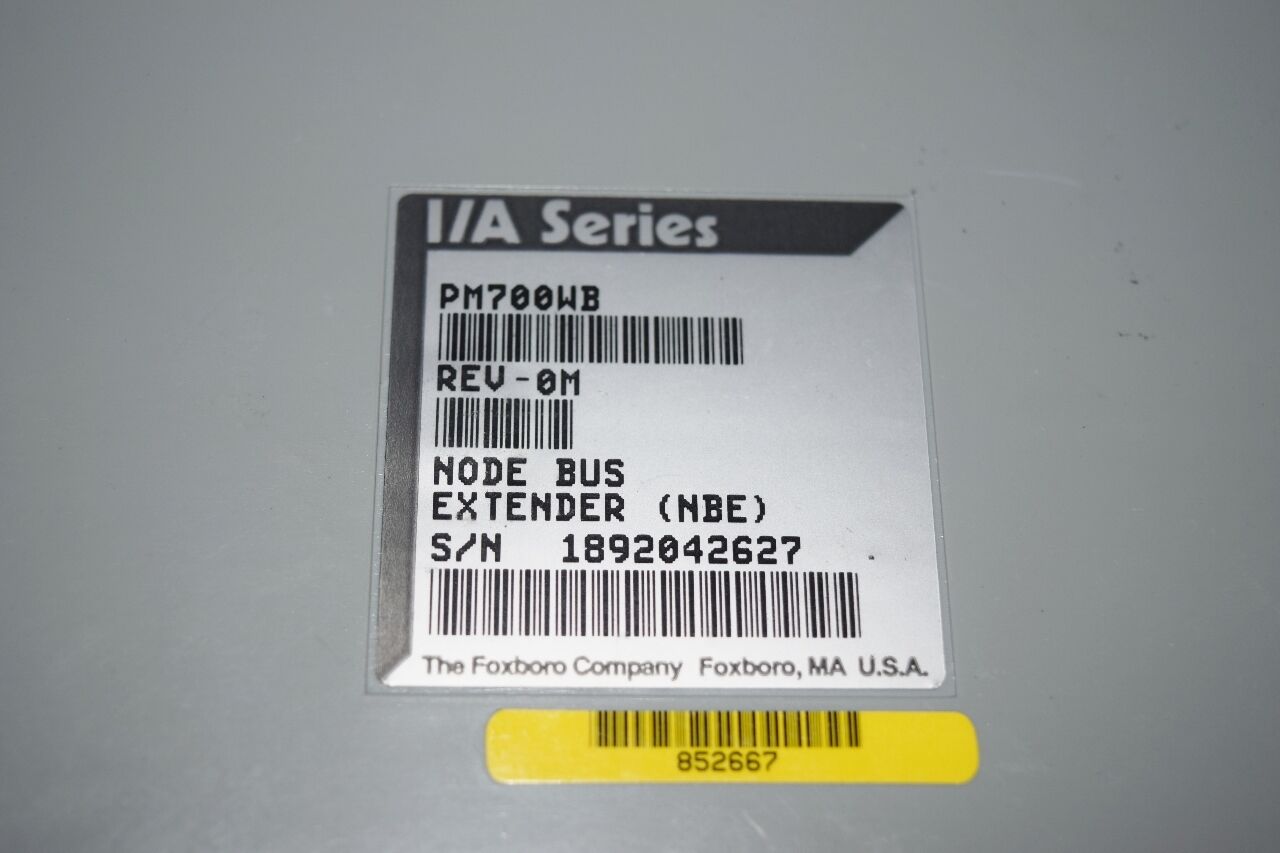 I/A Series
PM700WB
REV-0M
NODE BUS
EXTENDER (NBE)
S/N 1892042627
The Foxboro Company Foxboro, MA U.S.A.
852667